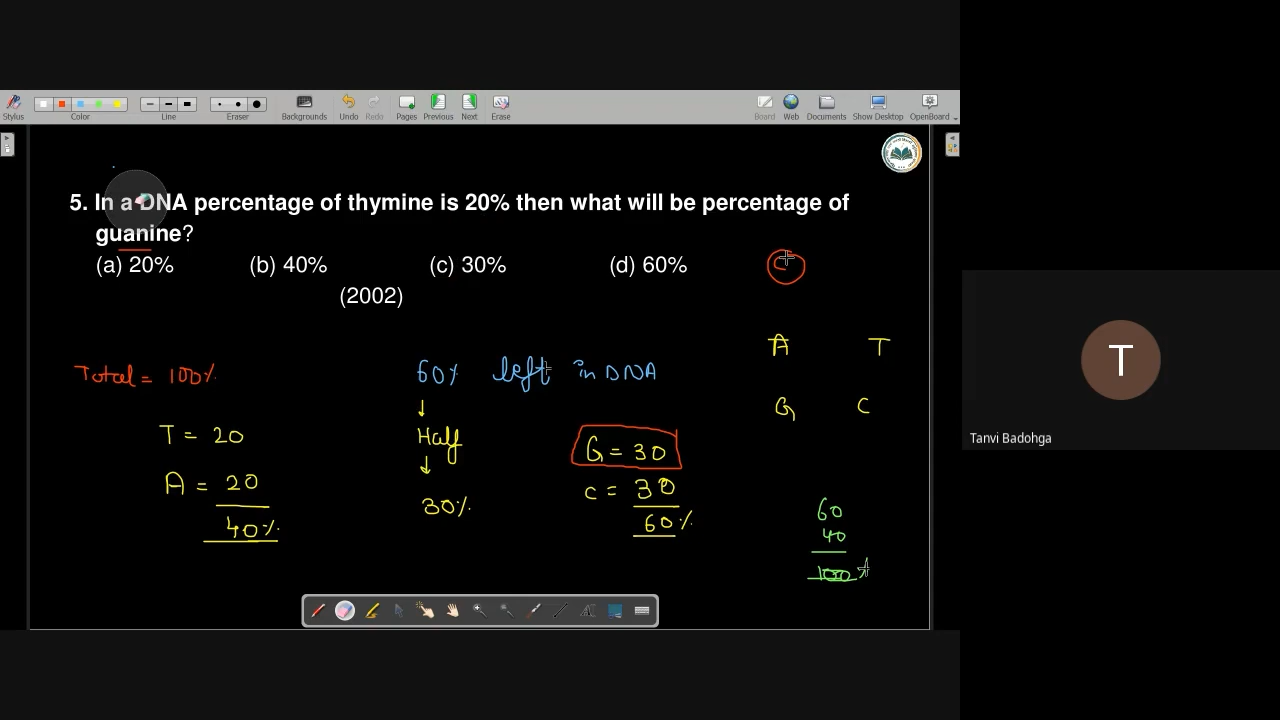 Stylus
Color
Line
Eraser
Backgrounds
Undo
Redo
Pages
Previous
Next
Erase
Board
Web
Documents
Show Desktop
OpenBoard
5. In a DNA percentage of thymine is 20% then what will be percentage of
guanine?
(a) 20% (b) 40% (c) 30% (d) 60%
(2002)
C
A T
G C
Total = 100%
T = 20
A = 20
40%
60% left in DNA
Half
30%
G = 30
C = 30
60%
60
40
100
T
Tanvi Badohga